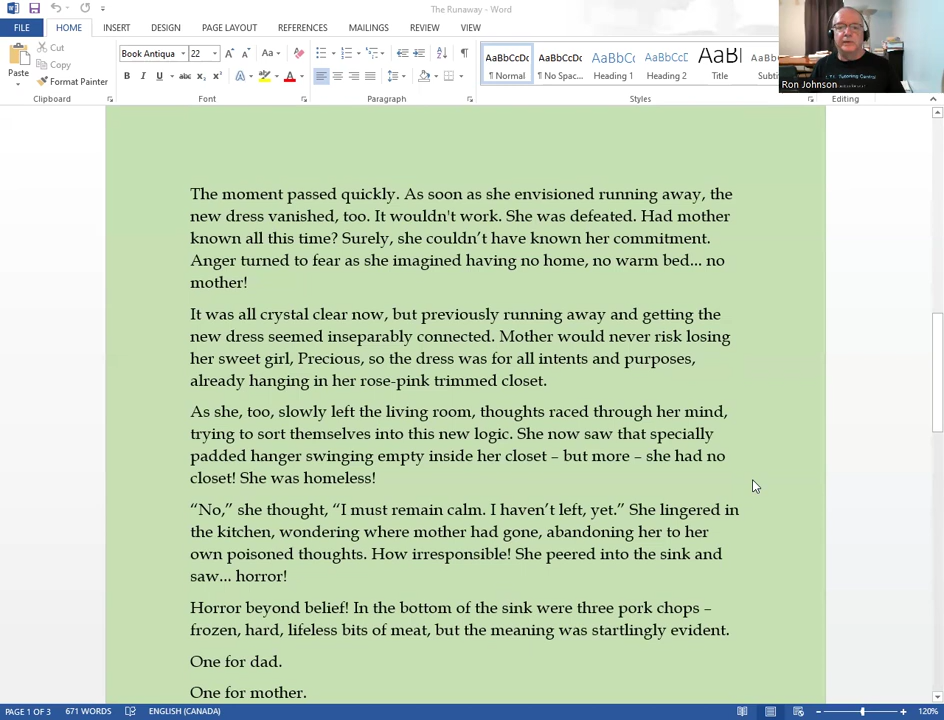 The Runaway - Word
FILE HOME INSERT DESIGN PAGE LAYOUT REFERENCES MAILINGS REVIEW VIEW
Paste
Cut
Copy
Format Painter
Clipboard
Book Antiqua 22
Font
Paragraph
AaBbCcDc AaBbCcDc AaBbCc AaBbCcD AaBl
¶ Normal ¶ No Spac... Heading 1 Heading 2 Title
Styles
Editing
Ron Johnson
The moment passed quickly. As soon as she envisioned running away, the
new dress vanished, too. It wouldn't work. She was defeated. Had mother
known all this time? Surely, she couldn’t have known her commitment.
Anger turned to fear as she imagined having no home, no warm bed... no
mother!
It was all crystal clear now, but previously running away and getting the
new dress seemed inseparably connected. Mother would never risk losing
her sweet girl, Precious, so the dress was for all intents and purposes,
already hanging in her rose-pink trimmed closet.
As she, too, slowly left the living room, thoughts raced through her mind,
trying to sort themselves into this new logic. She now saw that specially
padded hanger swinging empty inside her closet – but more – she had no
closet! She was homeless!
“No,” she thought, “I must remain calm. I haven’t left, yet.” She lingered in
the kitchen, wondering where mother had gone, abandoning her to her
own poisoned thoughts. How irresponsible! She peered into the sink and
saw... horror!
Horror beyond belief! In the bottom of the sink were three pork chops –
frozen, hard, lifeless bits of meat, but the meaning was startlingly evident.
One for dad.
One for mother.
PAGE 1 OF 3 671 WORDS ENGLISH (CANADA) 120%